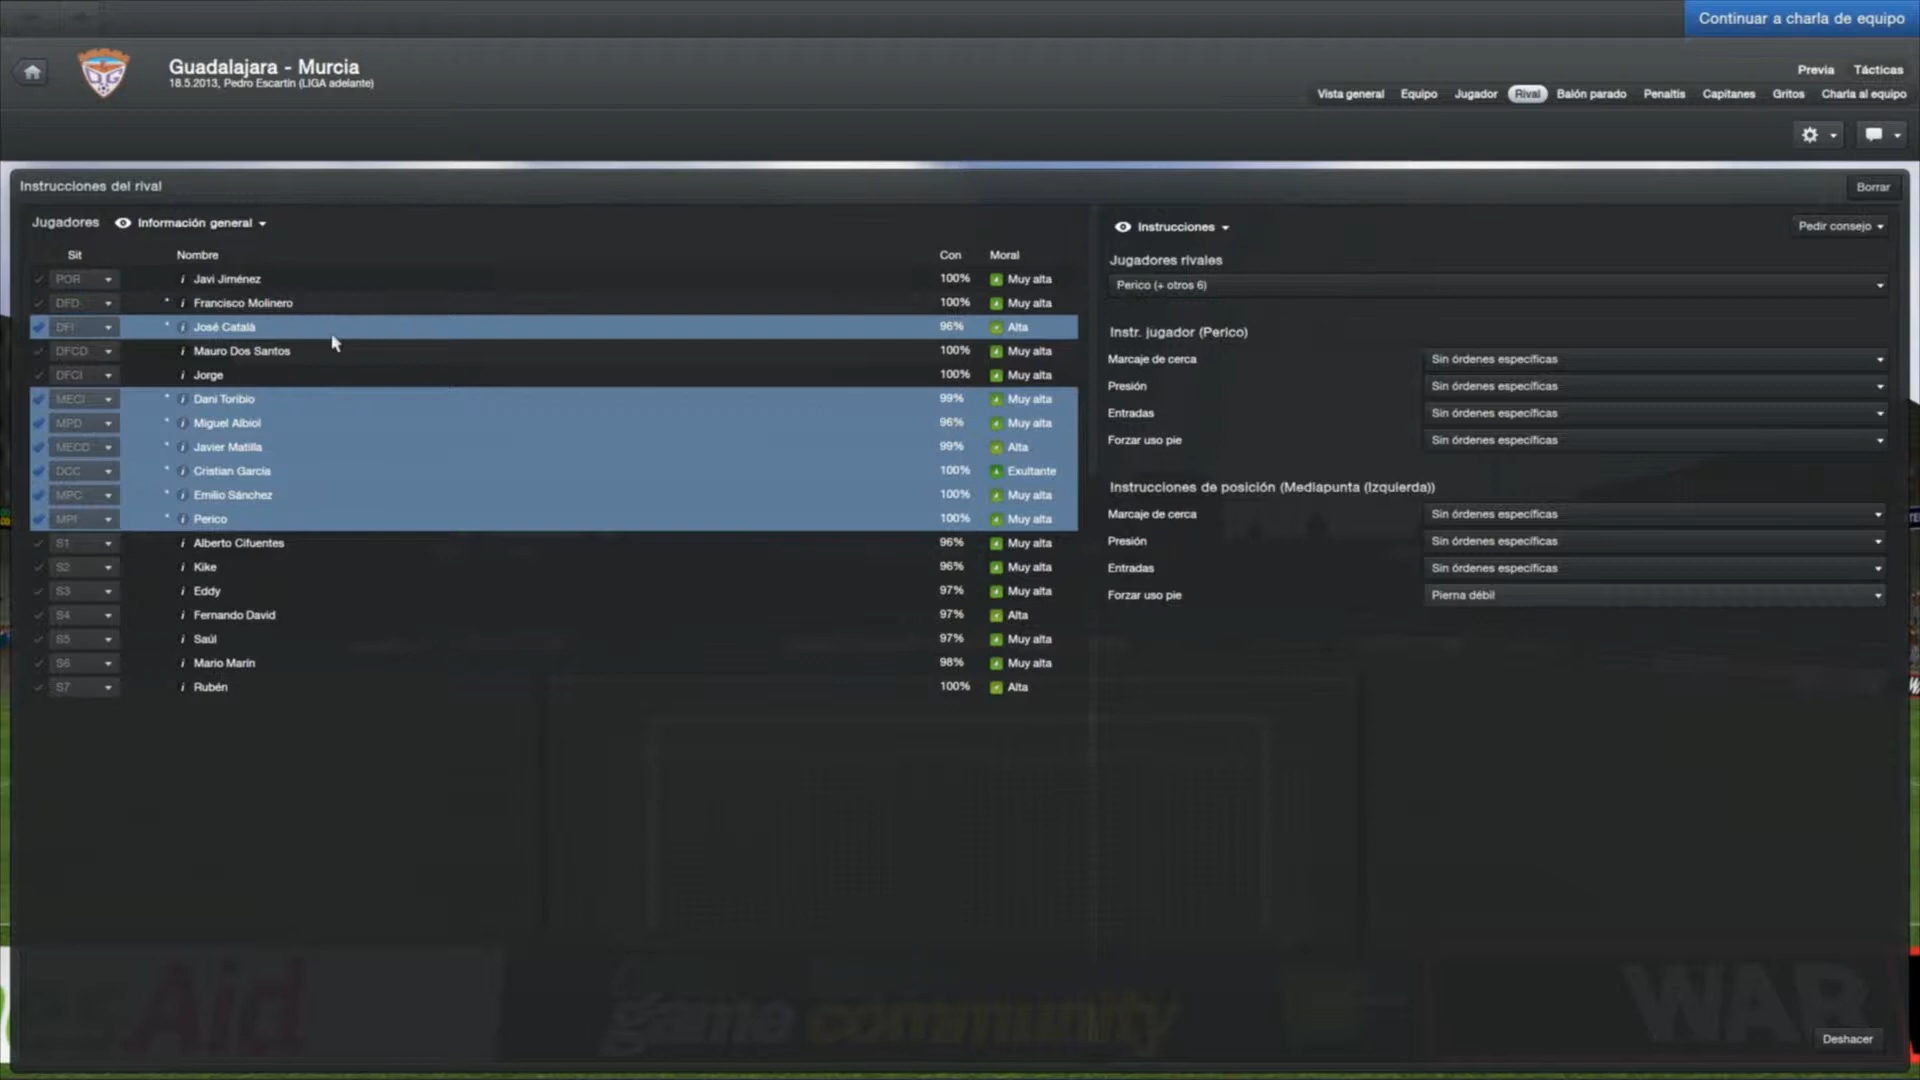 Continuar a charla de equipo
Guadalajara - Murcia
18.5.2013, Pedro Escartín (LIGA adelante)
Previa Tácticas
Vista general Equipo Jugador Rival Balón parado Penaltis Capitanes Gritos Charla al equipo
Instrucciones del rival
Borrar
Jugadores Información general
Sit Nombre Con Moral
POR i Javi Jiménez 100% Muy alta
DFD * i Francisco Molinero 100% Muy alta
DFI * i José Catalá 96% Alta
DFCD i Mauro Dos Santos 100% Muy alta
DFCI i Jorge 100% Muy alta
MECI * i Dani Toribio 99% Muy alta
MPD * i Miguel Albiol 96% Muy alta
MECD * i Javier Matilla 99% Alta
DCC * i Cristian García 100% Exultante
MPC * i Emilio Sánchez 100% Muy alta
MPI * i Perico 100% Muy alta
S1 i Alberto Cifuentes 96% Muy alta
S2 i Kike 96% Muy alta
S3 i Eddy 97% Muy alta
S4 i Fernando David 97% Alta
S5 i Saúl 97% Muy alta
S6 i Mario Marín 98% Muy alta
S7 i Rubén 100% Alta
Instrucciones
Pedir consejo
Jugadores rivales
Perico (+ otros 6)
Instr. jugador (Perico)
Marcaje de cerca Sin órdenes específicas
Presión Sin órdenes específicas
Entradas Sin órdenes específicas
Forzar uso pie Sin órdenes específicas
Instrucciones de posición (Mediapunta (Izquierda))
Marcaje de cerca Sin órdenes específicas
Presión Sin órdenes específicas
Entradas Sin órdenes específicas
Forzar uso pie Pierna débil
Aid
game community
WAR
Deshacer